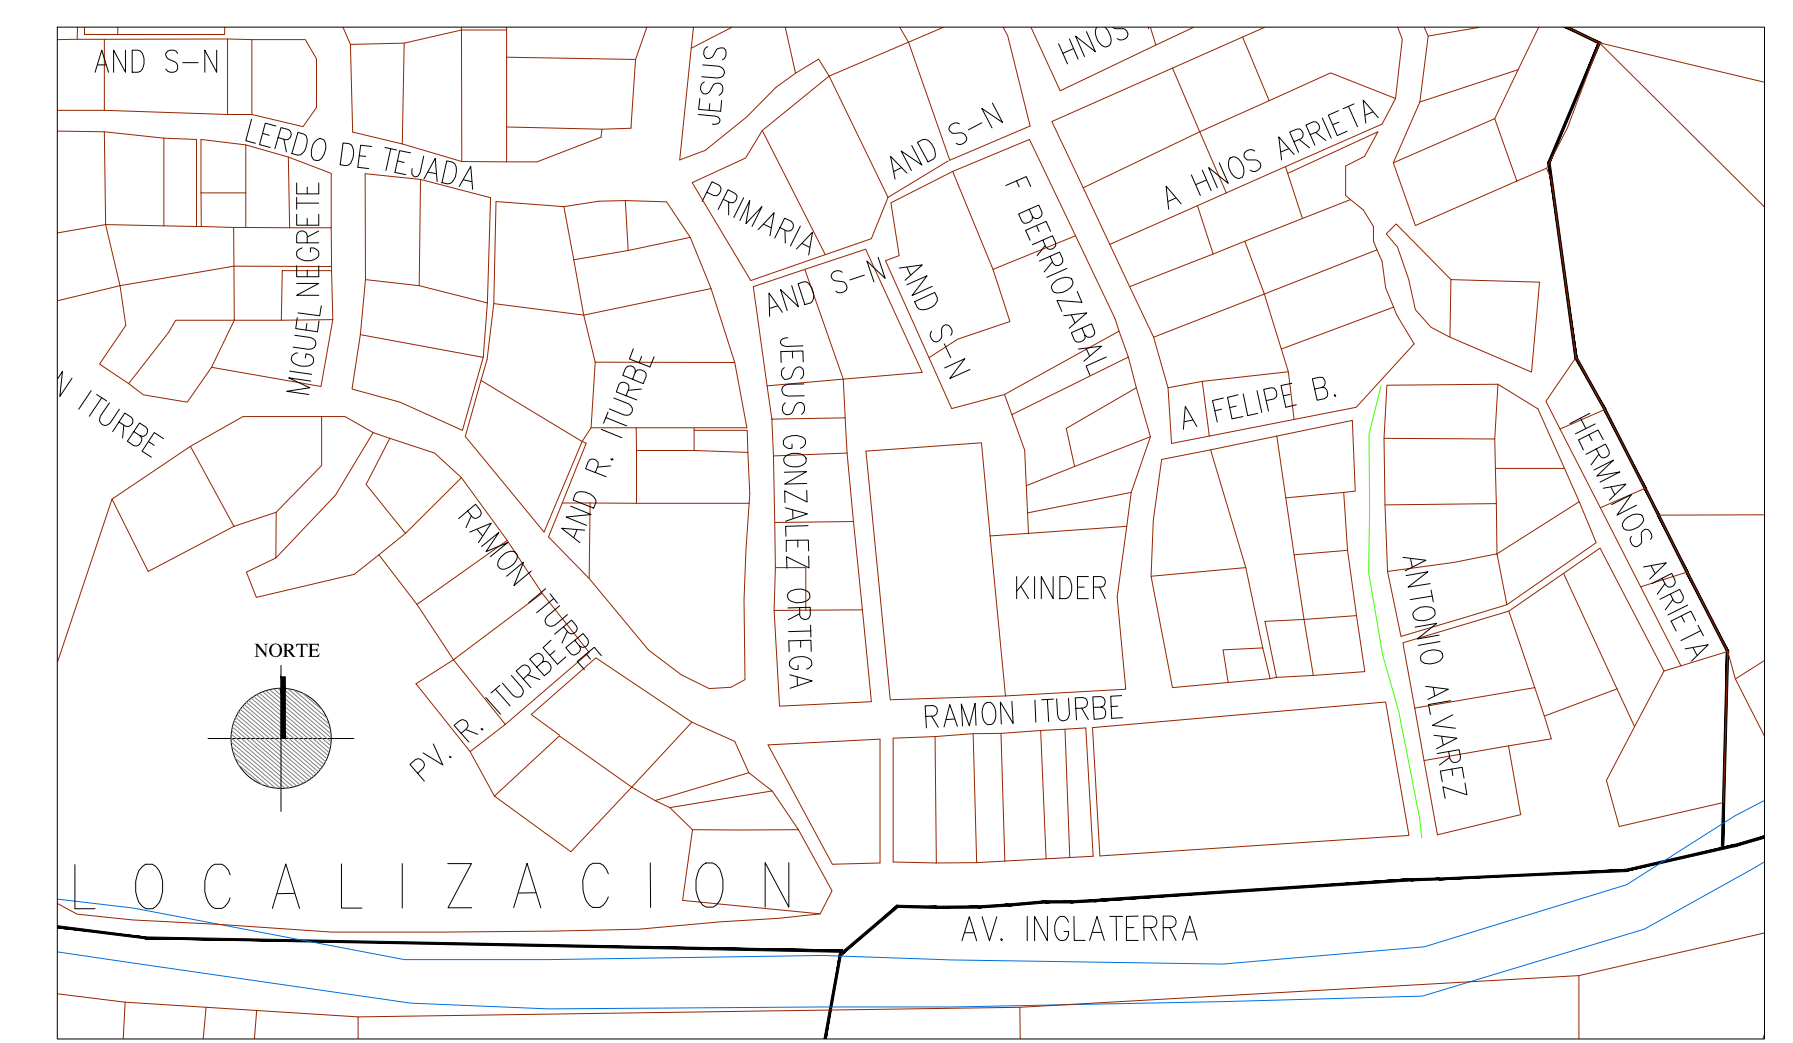 HNOS
AND S-N
JESUS
LERDO DE TEJADA
AND S-N
A HNOS ARRIETA
MIGUEL NEGRETE
PRIMARIA
F BERRIOZABAL
AND S-N
AND S-N
JESUS GONZALEZ ORTEGA
N ITURBE
AND R. ITURBE
A FELIPE B.
HERMANOS ARRIETA
RAMON ITURBE
KINDER
ANTONIO ALVAREZ
PV. R. ITURBE
NORTE
RAMON ITURBE
LOCALIZACION
AV. INGLATERRA